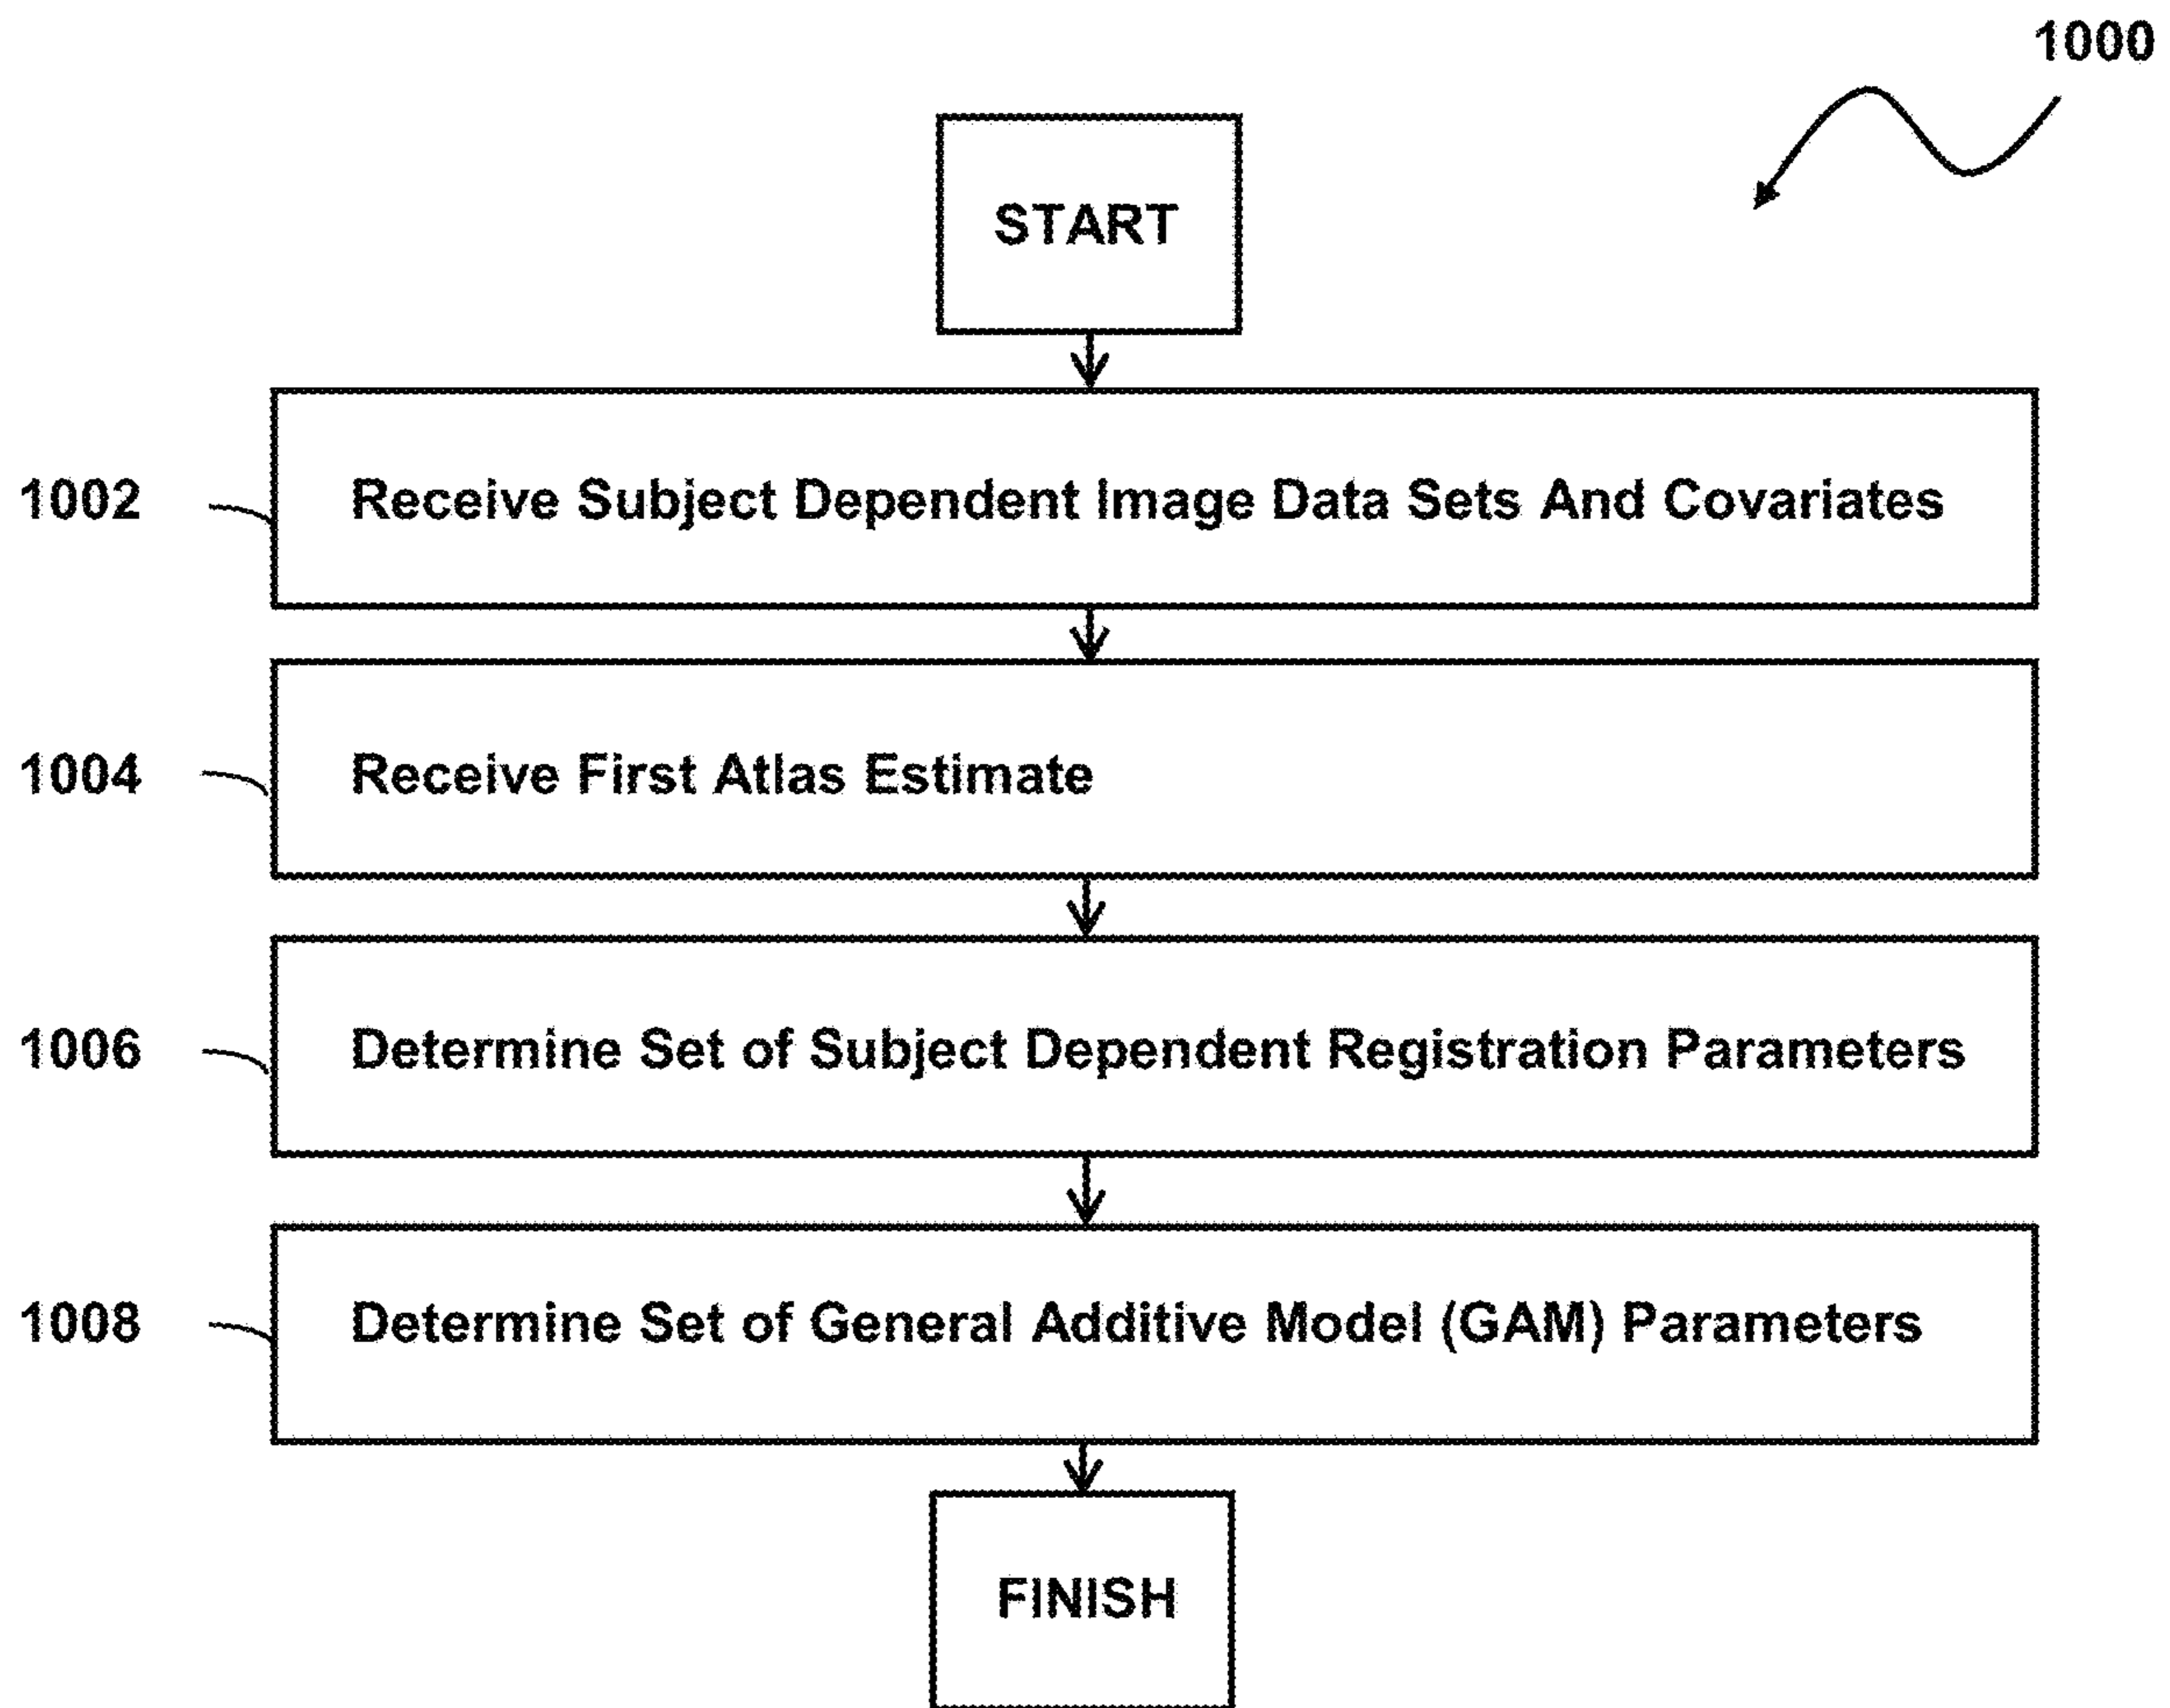 1000
START
1002 Receive Subject Dependent Image Data Sets And Covariates
1004 Receive First Atlas Estimate
1006 Determine Set of Subject Dependent Registration Parameters
1008 Determine Set of General Additive Model (GAM) Parameters
FINISH